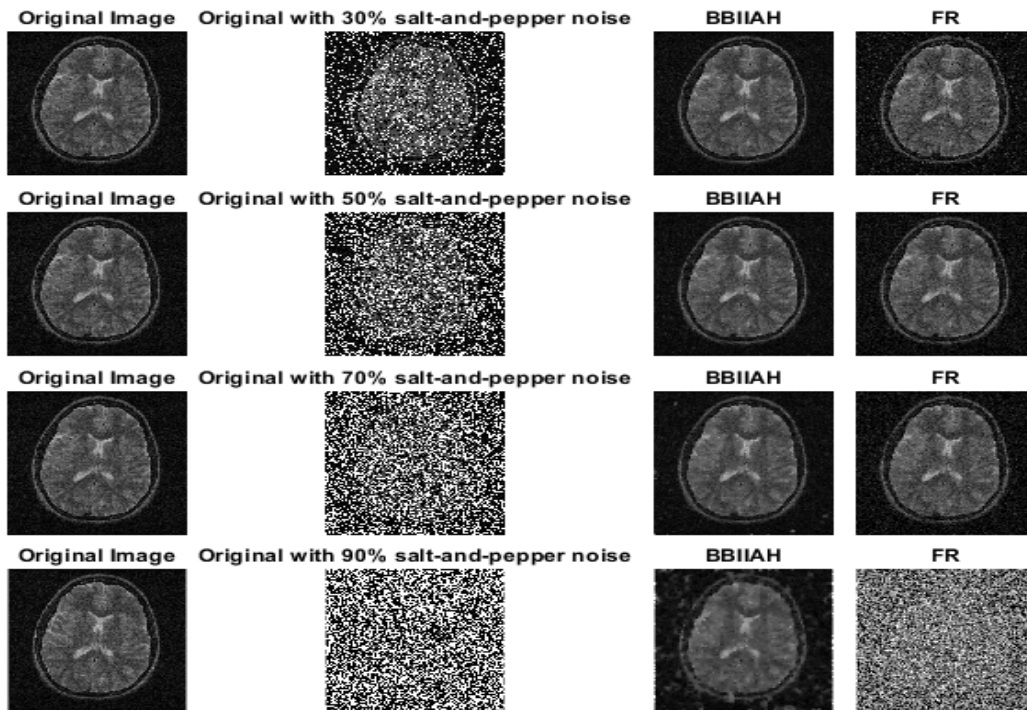 Original Image Original with 30% salt-and-pepper noise BBIIAH FR
Original Image Original with 50% salt-and-pepper noise BBIIAH FR
Original Image Original with 70% salt-and-pepper noise BBIIAH FR
Original Image Original with 90% salt-and-pepper noise BBIIAH FR